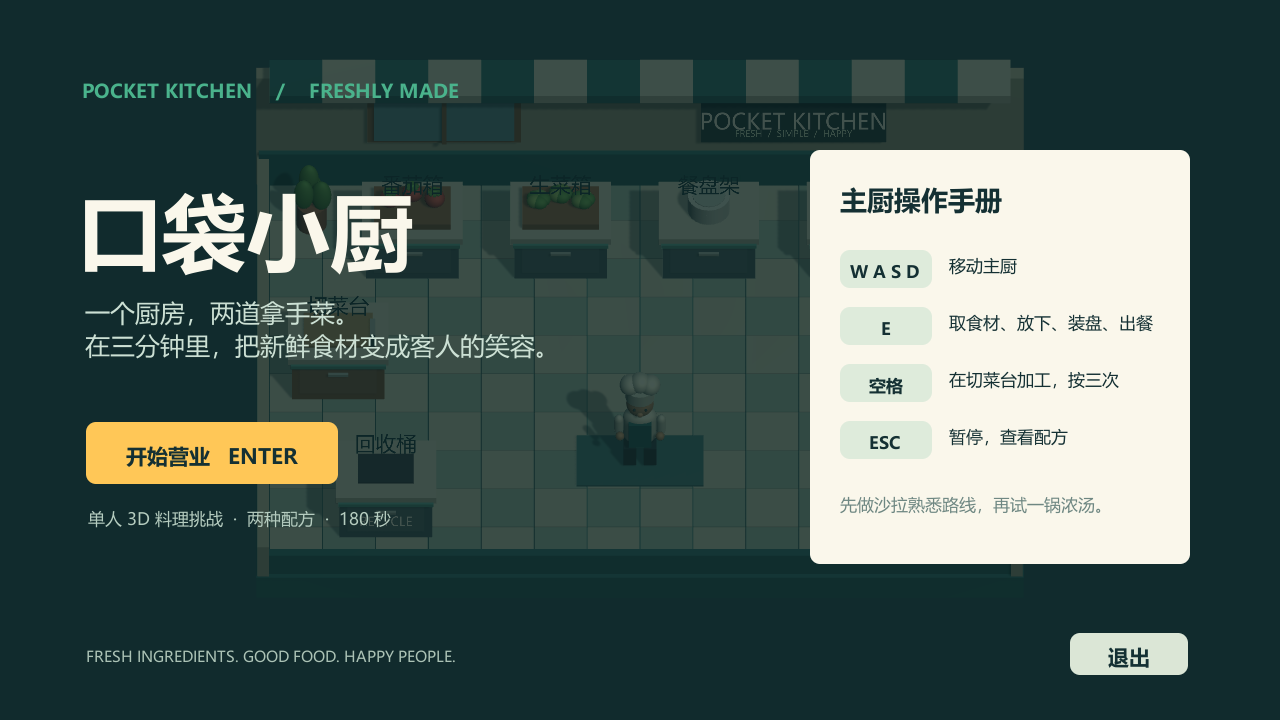 POCKET KITCHEN / FRESHLY MADE
POCKET KITCHEN
FRESH / SIMPLE / HAPPY
番茄箱
生菜箱
餐盘架
口袋小厨
切菜台
一个厨房，两道拿手菜。
在三分钟里，把新鲜食材变成客人的笑容。
回收桶
开始营业 ENTER
单人 3D 料理挑战 · 两种配方 · 180 秒
主厨操作手册
W A S D 移动主厨
E 取食材、放下、装盘、出餐
空格 在切菜台加工，按三次
ESC 暂停，查看配方
先做沙拉熟悉路线，再试一锅浓汤。
FRESH INGREDIENTS. GOOD FOOD. HAPPY PEOPLE.
退出